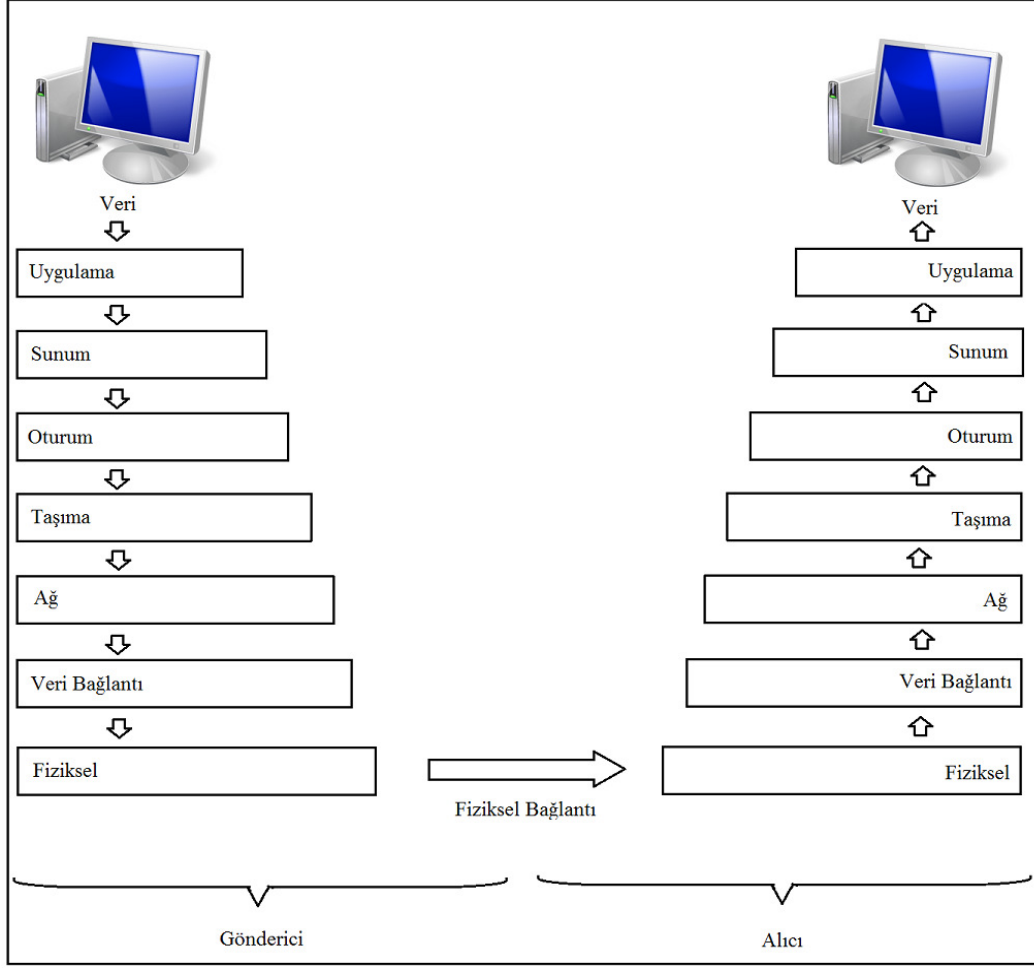 Veri
Uygulama
Sunum
Oturum
Taşıma
Ağ
Veri Bağlantı
Fiziksel
Fiziksel Bağlantı
Gönderici
Veri
Uygulama
Sunum
Oturum
Taşıma
Ağ
Veri Bağlantı
Fiziksel
Alıcı